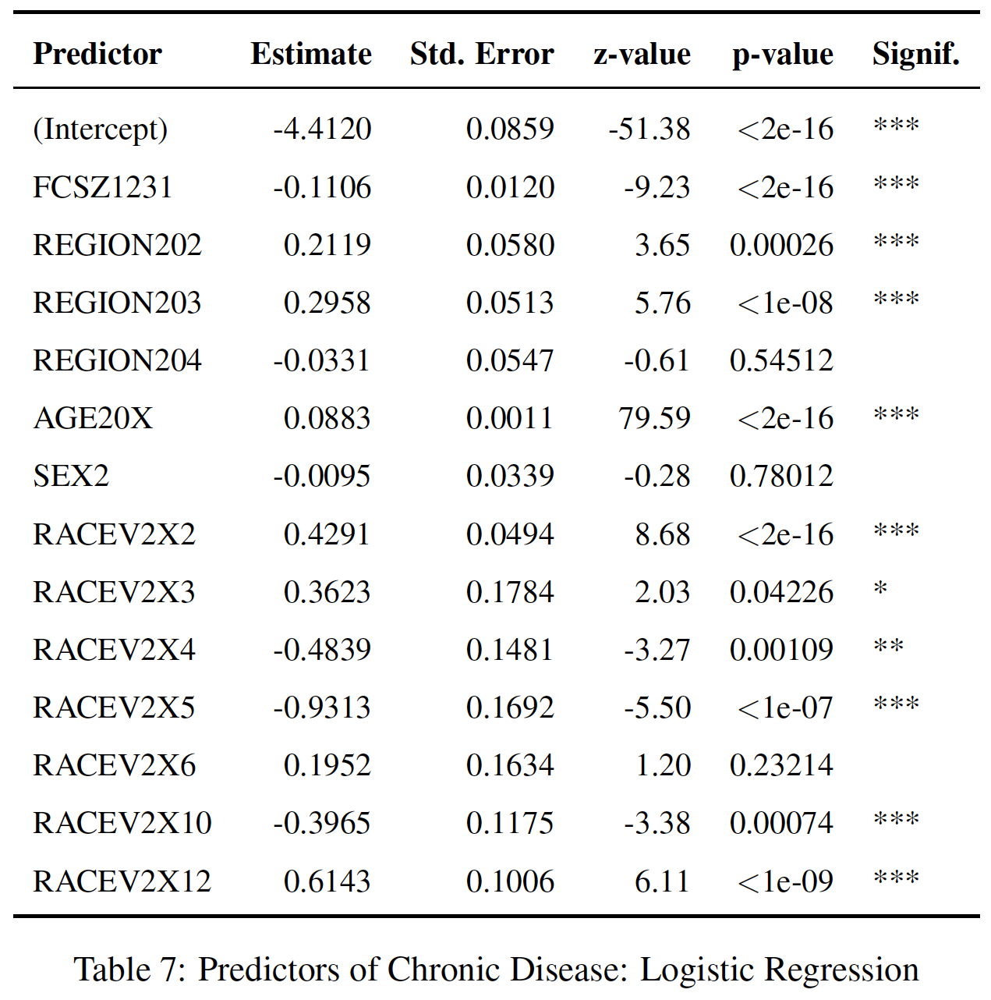 Predictor Estimate Std. Error z-value p-value Signif.
(Intercept) -4.4120 0.0859 -51.38 <2e-16 ***
FCSZ1231 -0.1106 0.0120 -9.23 <2e-16 ***
REGION202 0.2119 0.0580 3.65 0.00026 ***
REGION203 0.2958 0.0513 5.76 <1e-08 ***
REGION204 -0.0331 0.0547 -0.61 0.54512
AGE20X 0.0883 0.0011 79.59 <2e-16 ***
SEX2 -0.0095 0.0339 -0.28 0.78012
RACEV2X2 0.4291 0.0494 8.68 <2e-16 ***
RACEV2X3 0.3623 0.1784 2.03 0.04226 *
RACEV2X4 -0.4839 0.1481 -3.27 0.00109 **
RACEV2X5 -0.9313 0.1692 -5.50 <1e-07 ***
RACEV2X6 0.1952 0.1634 1.20 0.23214
RACEV2X10 -0.3965 0.1175 -3.38 0.00074 ***
RACEV2X12 0.6143 0.1006 6.11 <1e-09 ***
Table 7: Predictors of Chronic Disease: Logistic Regression